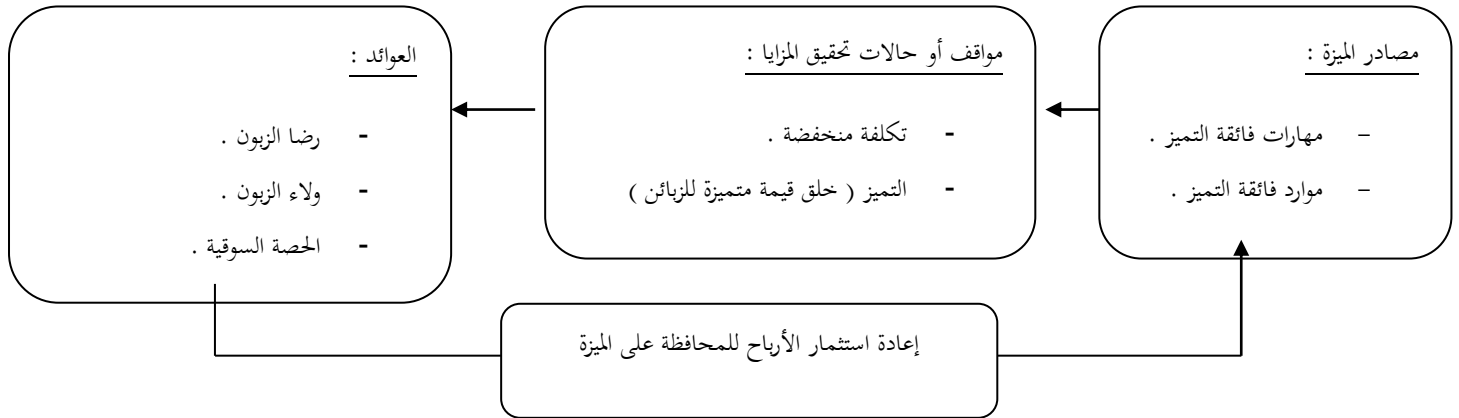 مصادر الميزة :
– مهارات فائقة التميز .
– موارد فائقة التميز .
مواقف أو حالات تحقيق المزايا :
- تكلفة منخفضة .
- التميز ( خلق قيمة متميزة للزبائن )
العوائد :
- رضا الزبون .
- ولاء الزبون .
- الحصة السوقية .
إعادة استثمار الأرباح للمحافظة على الميزة